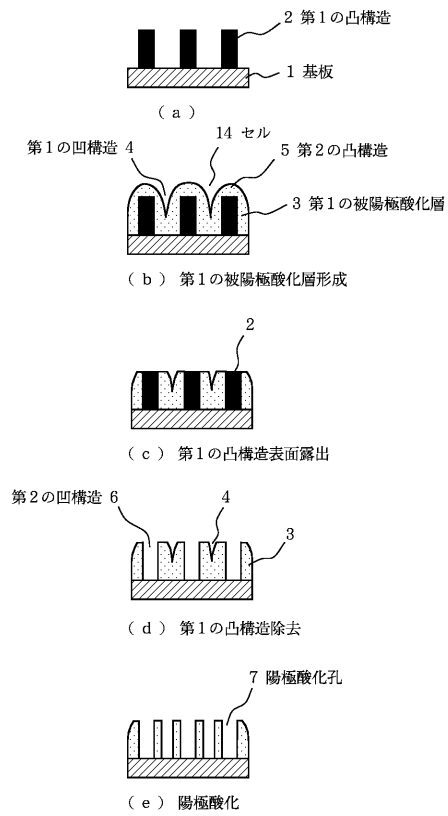 2 第1の凸構造
1 基板
(a)
14 セル
第1の凹構造 4
5 第2の凸構造
3 第1の被陽極酸化層
(b) 第1の被陽極酸化層形成
2
(c) 第1の凸構造表面露出
第2の凹構造 6
4
3
(d) 第1の凸構造除去
7 陽極酸化孔
(e) 陽極酸化